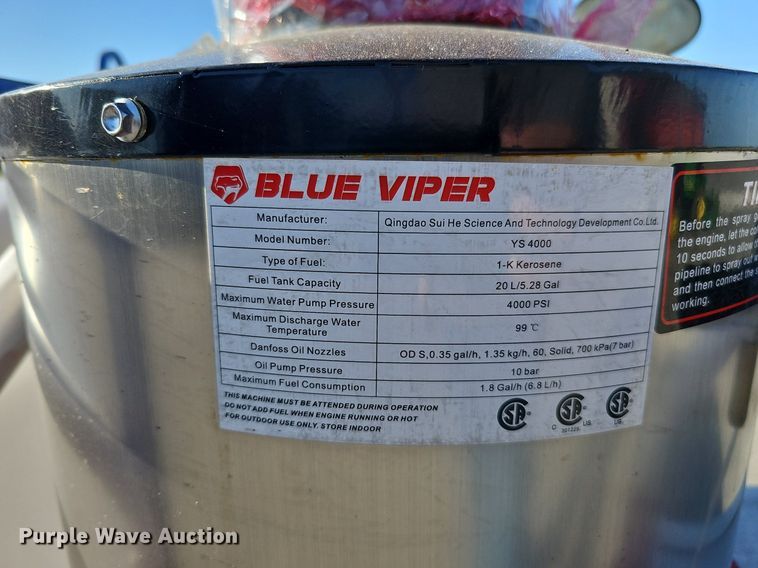 BLUE VIPER
Manufacturer: Qingdao Sui He Science And Technology Development Co.Ltd.
Model Number: YS 4000
Type of Fuel: 1-K Kerosene
Fuel Tank Capacity 20 L/5.28 Gal
Maximum Water Pump Pressure 4000 PSI
Maximum Discharge Water Temperature 99 ℃
Danfoss Oil Nozzles OD S,0.35 gal/h, 1.35 kg/h, 60, Solid, 700 kPa(7 bar)
Oil Pump Pressure 10 bar
Maximum Fuel Consumption 1.8 Gal/h (6.8 L/h)
THIS MACHINE MUST BE ATTENDED DURING OPERATION
DO NOT ADD FUEL WHEN ENGINE RUNNING OR HOT
FOR OUTDOOR USE ONLY. STORE INDOOR
SA SA SA
US US
Before the spray
the engine, let the
10 seconds to allow
pipeline to spray out
and then connect the
working.
Purple Wave Auction